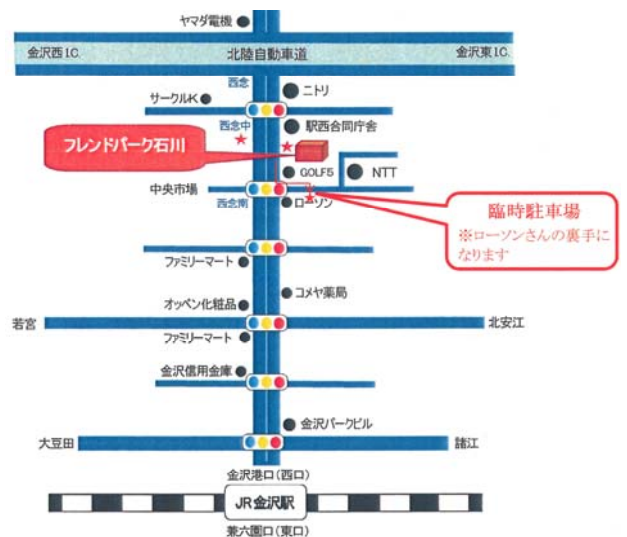 ヤマダ電機
金沢西I.C.
北陸自動車道
金沢東I.C.
西念
ニトリ
サークルK
西念中
駅西合同庁舎
フレンドパーク石川
GOLF5
NTT
中央市場
西念南
ローソン
臨時駐車場
※ローソンさんの裏手に
なります
ファミリーマート
コメヤ薬局
オッペン化粧品
若宮
北安江
ファミリーマート
金沢信用金庫
金沢パークビル
大豆田
諸江
金沢港口(西口)
JR金沢駅
兼六園口(東口)